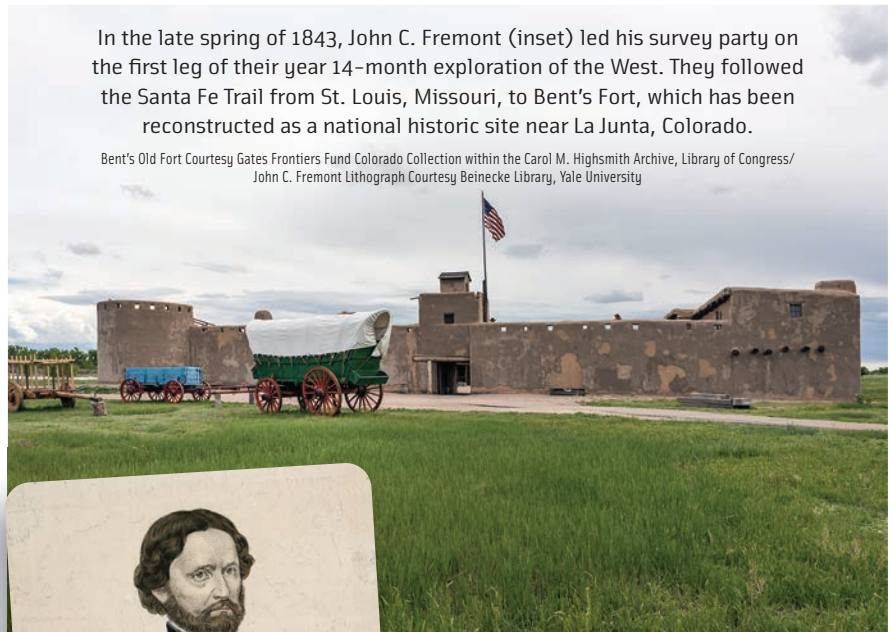 In the late spring of 1843, John C. Fremont (inset) led his survey party on
the first leg of their year 14-month exploration of the West. They followed
the Santa Fe Trail from St. Louis, Missouri, to Bent’s Fort, which has been
reconstructed as a national historic site near La Junta, Colorado.
Bent’s Old Fort Courtesy Gates Frontiers Fund Colorado Collection within the Carol M. Highsmith Archive, Library of Congress/
John C. Fremont Lithograph Courtesy Beinecke Library, Yale University